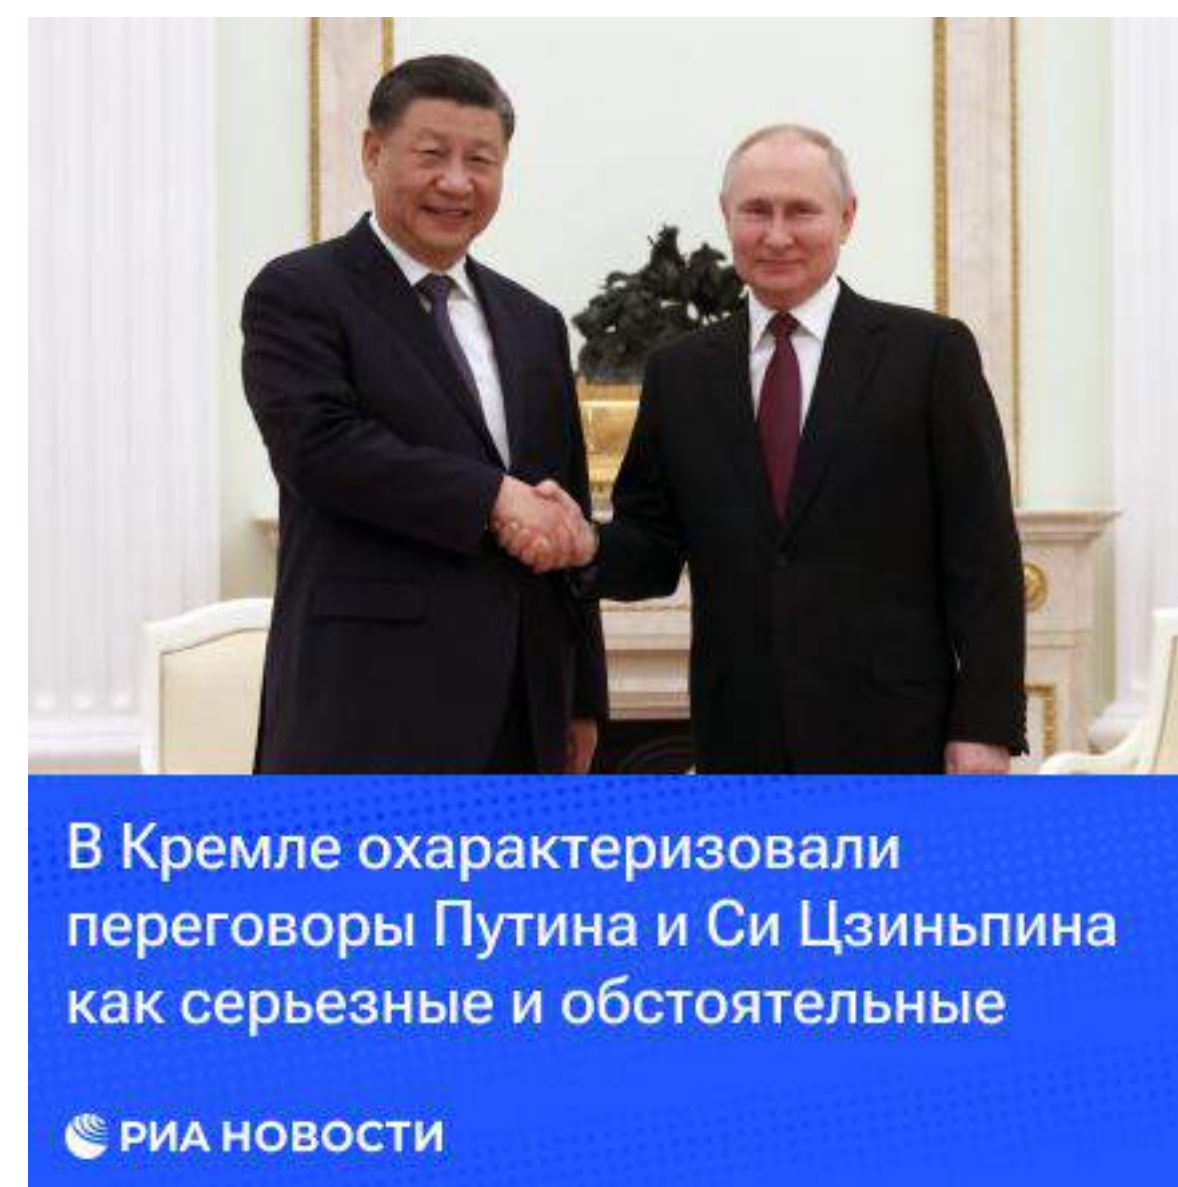 В Кремле охарактеризовали
переговоры Путина и Си Цзиньпина
как серьезные и обстоятельные
РИА НОВОСТИ